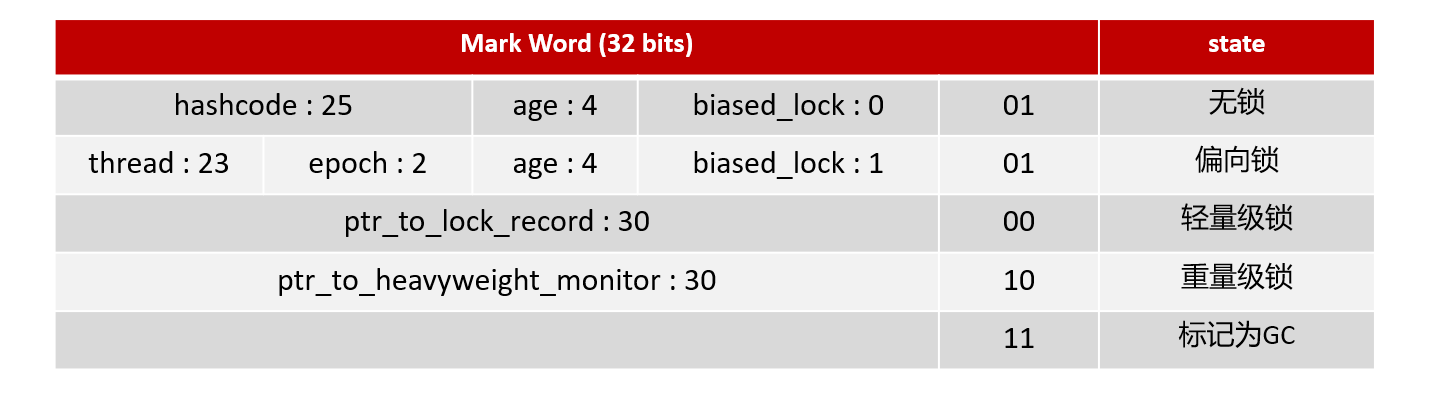 Mark Word (32 bits) state
hashcode : 25 age : 4 biased_lock : 0 01 无锁
thread : 23 epoch : 2 age : 4 biased_lock : 1 01 偏向锁
ptr_to_lock_record : 30 00 轻量级锁
ptr_to_heavyweight_monitor : 30 10 重量级锁
11 标记为GC